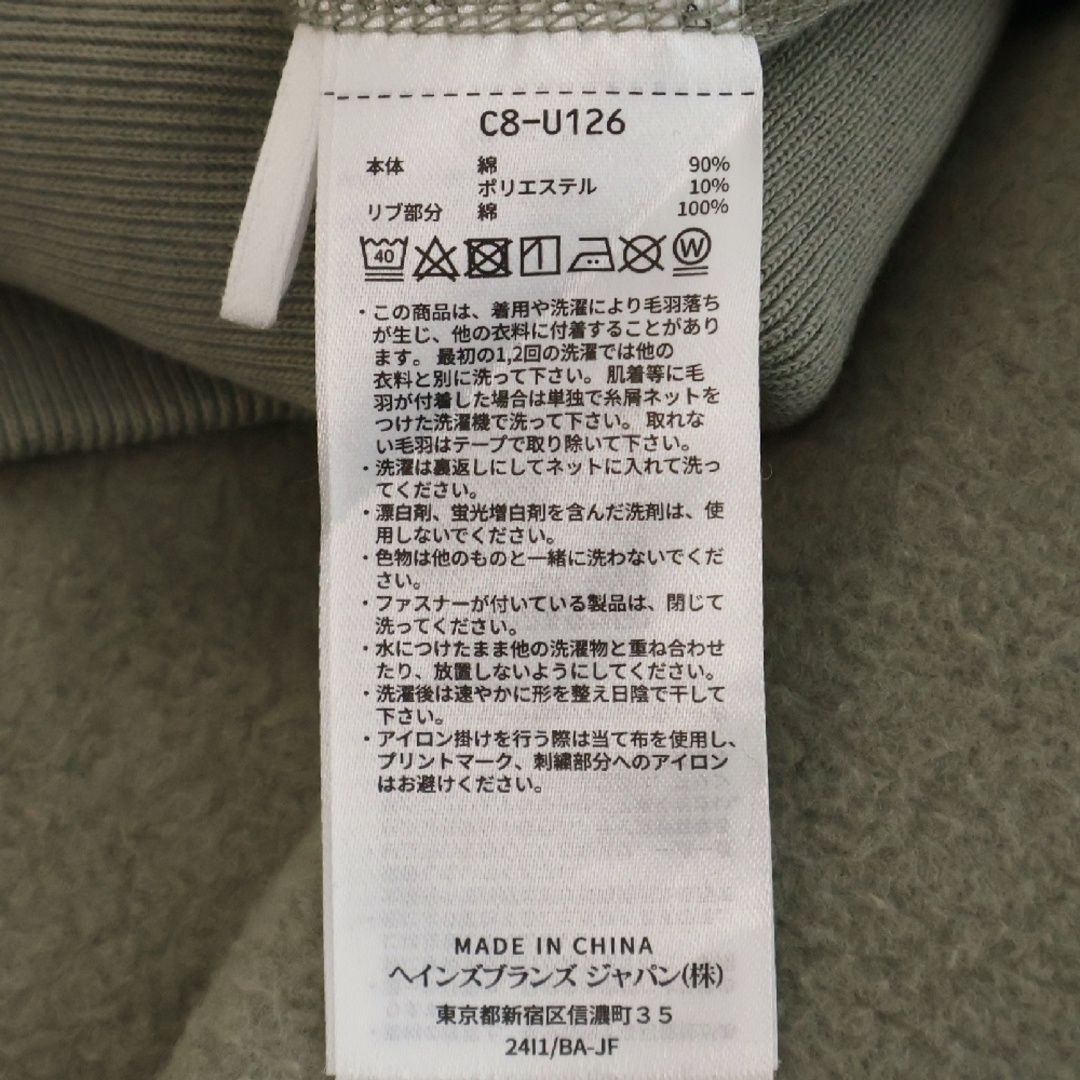 C8-U126
本体 綿 90%
ポリエステル 10%
リブ部分 綿 100%
40 W
・この商品は、着用や洗濯により毛羽落ち
が生じ、他の衣料に付着することがあり
ます。最初の1,2回の洗濯では他の
衣料と別に洗って下さい。肌着等に毛
羽が付着した場合は単独で糸屑ネットを
つけた洗濯機で洗って下さい。取れな
い毛羽はテープで取り除いて下さい。
・洗濯は裏返しにしてネットに入れて洗っ
てください。
・漂白剤、蛍光増白剤を含んだ洗剤は、使
用しないでください。
・色物は他のものと一緒に洗わないでくだ
さい。
・ファスナーが付いている製品は、閉じて
洗ってください。
・水につけたまま他の洗濯物と重ね合わせ
たり、放置しないようにしてください。
・洗濯後は速やかに形を整え日陰で干して
下さい。
・アイロン掛けを行う際は当て布を使用し、
プリントマーク、刺繍部分へのアイロン
はお避けください。
MADE IN CHINA
ヘインズブランズ ジャパン(株)
東京都新宿区信濃町35
24I1/BA-JF